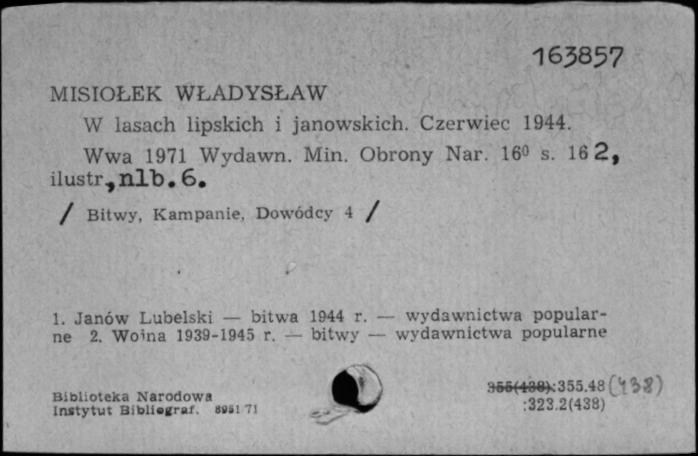 163857
MISIOŁEK WŁADYSŁAW
W lasach lipskich i janowskich. Czerwiec 1944.
Wwa 1971 Wydawn. Min. Obrony Nar. 16⁰ s. 162,
ilustr, nlb. 6.
/ Bitwy, Kampanie, Dowódcy 4 /
1. Janów Lubelski — bitwa 1944 r. — wydawnictwa popular-
ne 2. Wojna 1939-1945 r. — bitwy — wydawnictwa popularne
Biblioteka Narodowa
Instytut Bibliograf. 8951 71
355(438):355.48(438)
:323.2(438)